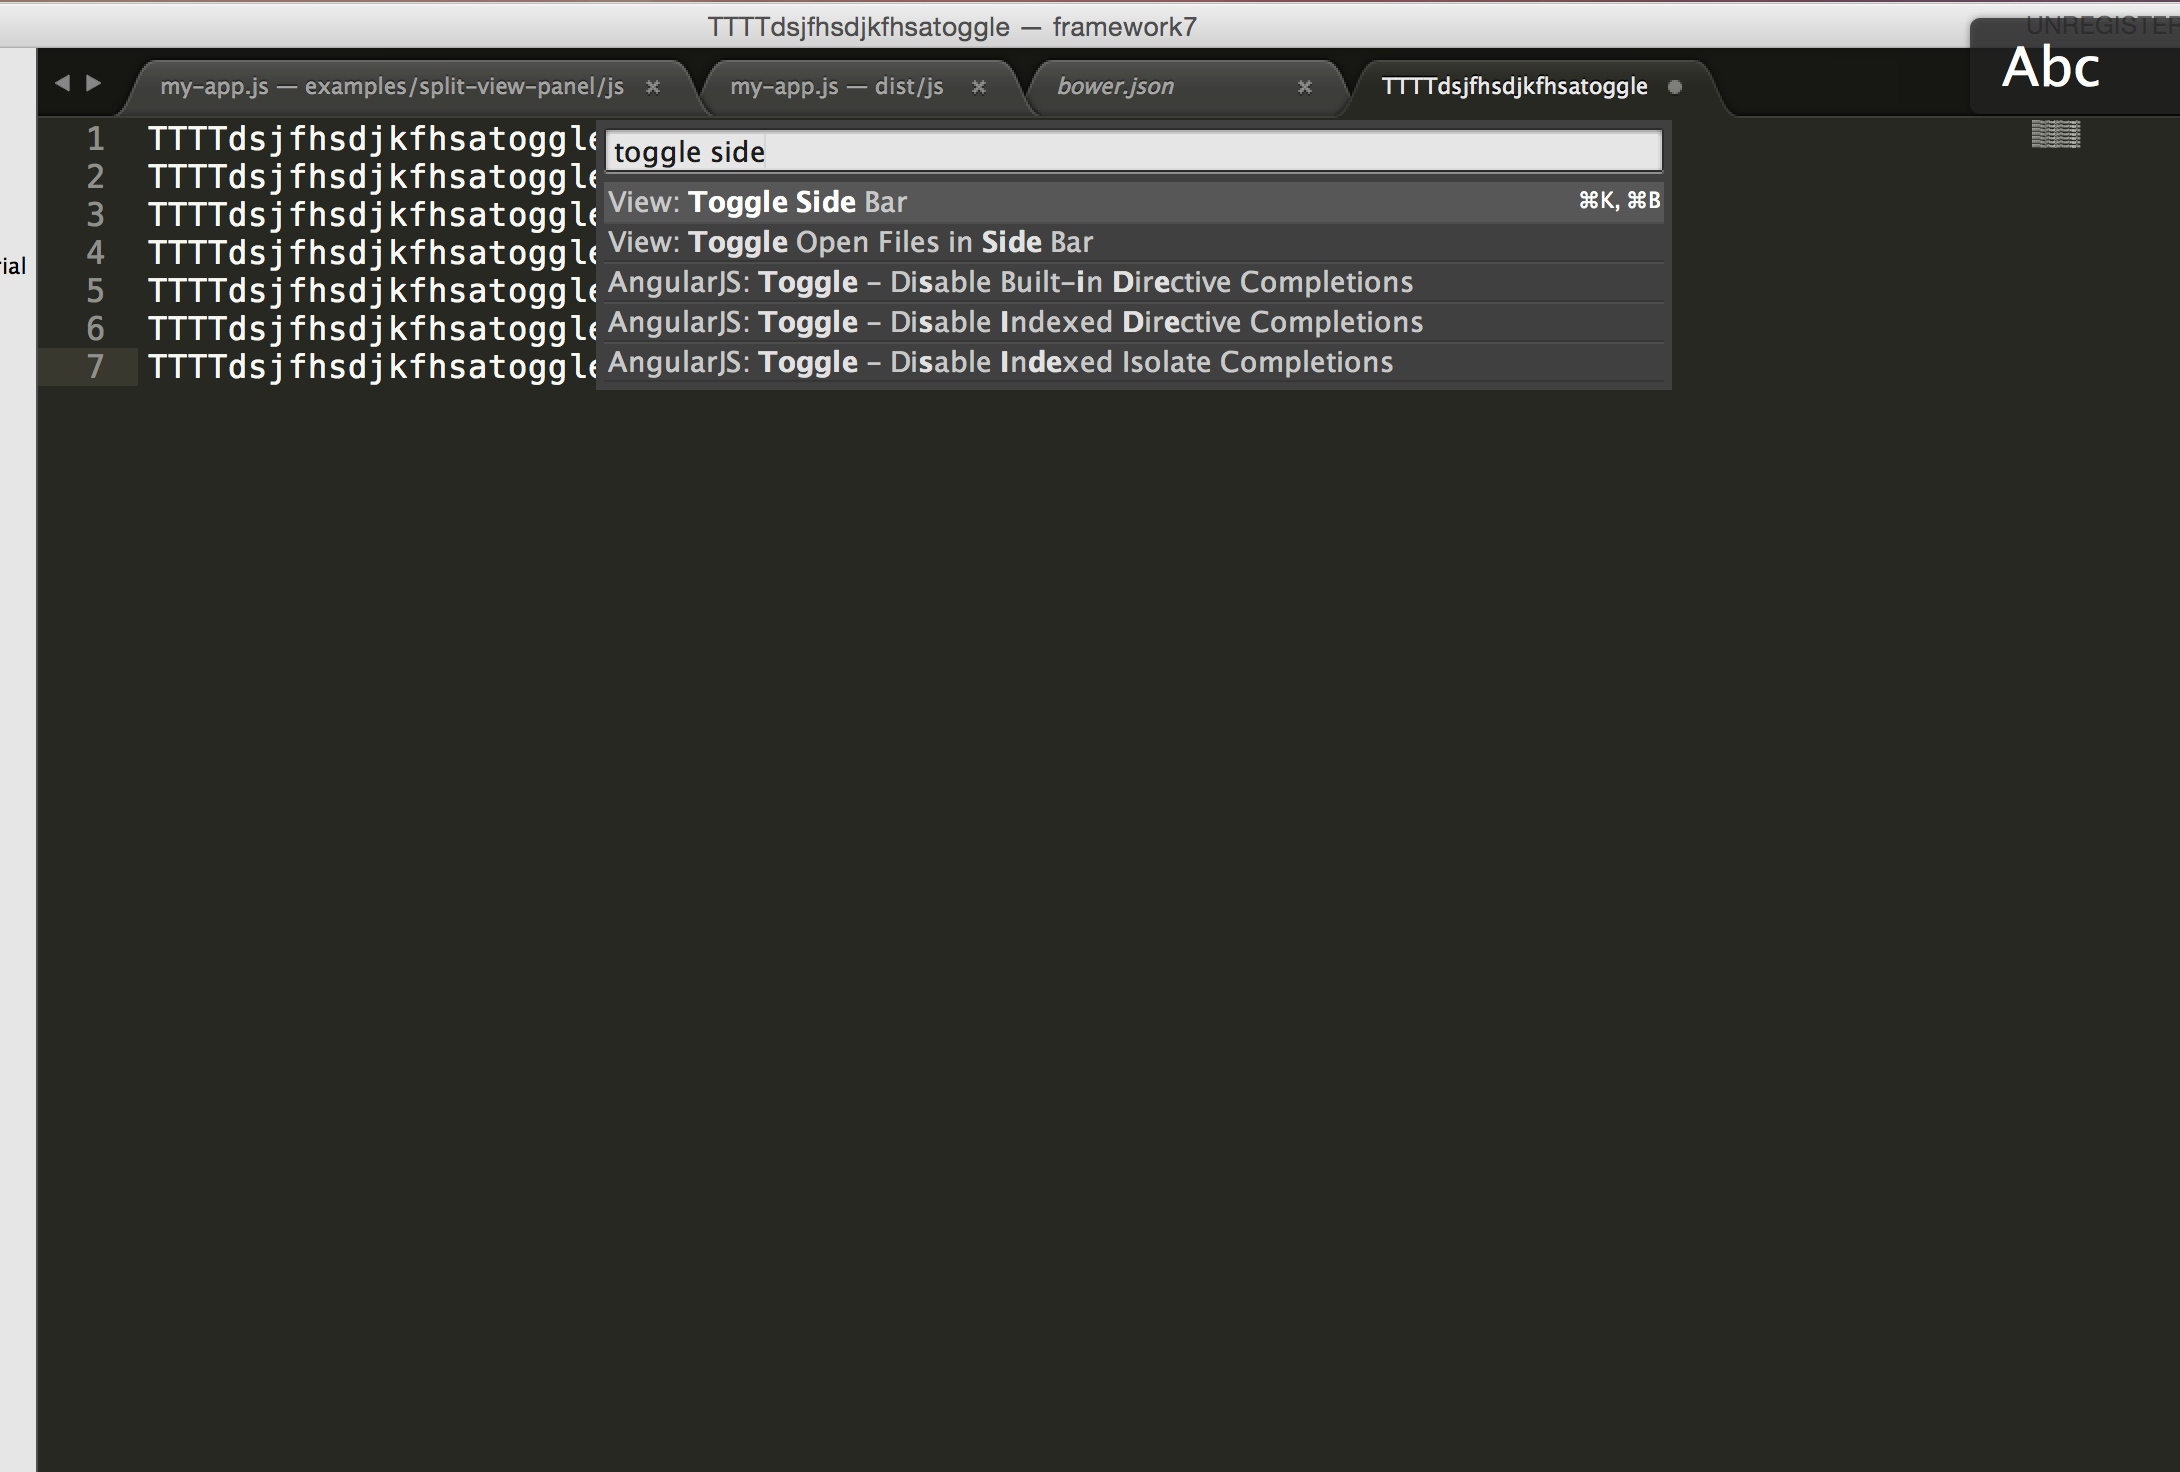 TTTTdsjfhsdjkfhsatoggle — framework7
Abc
my-app.js — examples/split-view-panel/js
my-app.js — dist/js
bower.json
TTTTdsjfhsdjkfhsatoggle
ial
1 TTTTdsjfhsdjkfhsatoggle
2 TTTTdsjfhsdjkfhsatoggle
3 TTTTdsjfhsdjkfhsatoggle
4 TTTTdsjfhsdjkfhsatoggle
5 TTTTdsjfhsdjkfhsatoggle
6 TTTTdsjfhsdjkfhsatoggle
7 TTTTdsjfhsdjkfhsatoggle
toggle side
View: Toggle Side Bar ⌘K, ⌘B
View: Toggle Open Files in Side Bar
AngularJS: Toggle – Disable Built-in Directive Completions
AngularJS: Toggle – Disable Indexed Directive Completions
AngularJS: Toggle – Disable Indexed Isolate Completions